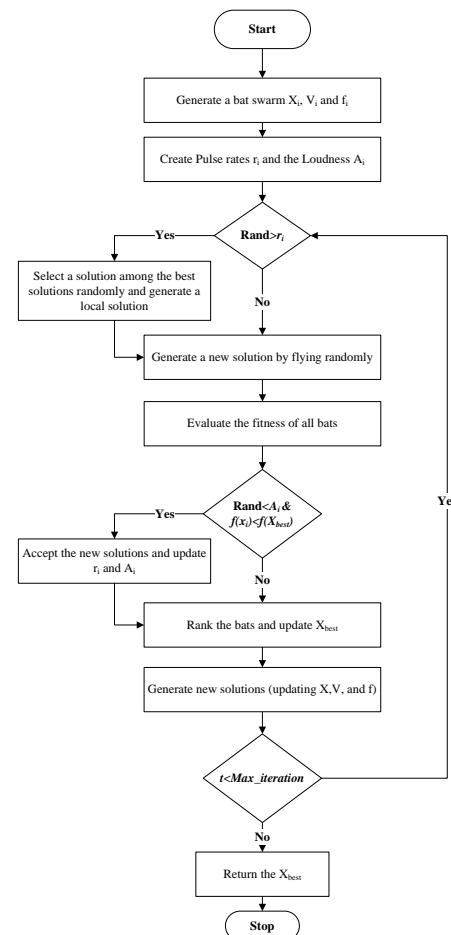 Start
Generate a bat swarm Xi, Vi and fi
Create Pulse rates ri and the Loudness Ai
Rand>ri
Yes
Select a solution among the best
solutions randomly and generate a
local solution
No
Generate a new solution by flying randomly
Evaluate the fitness of all bats
Ye
Rand<Ai &
f(xi)<f(Xbest)
Yes
Accept the new solutions and update
ri and Ai
No
Rank the bats and update Xbest
Generate new solutions (updating X,V, and f)
t<Max_iteration
No
Return the Xbest
Stop